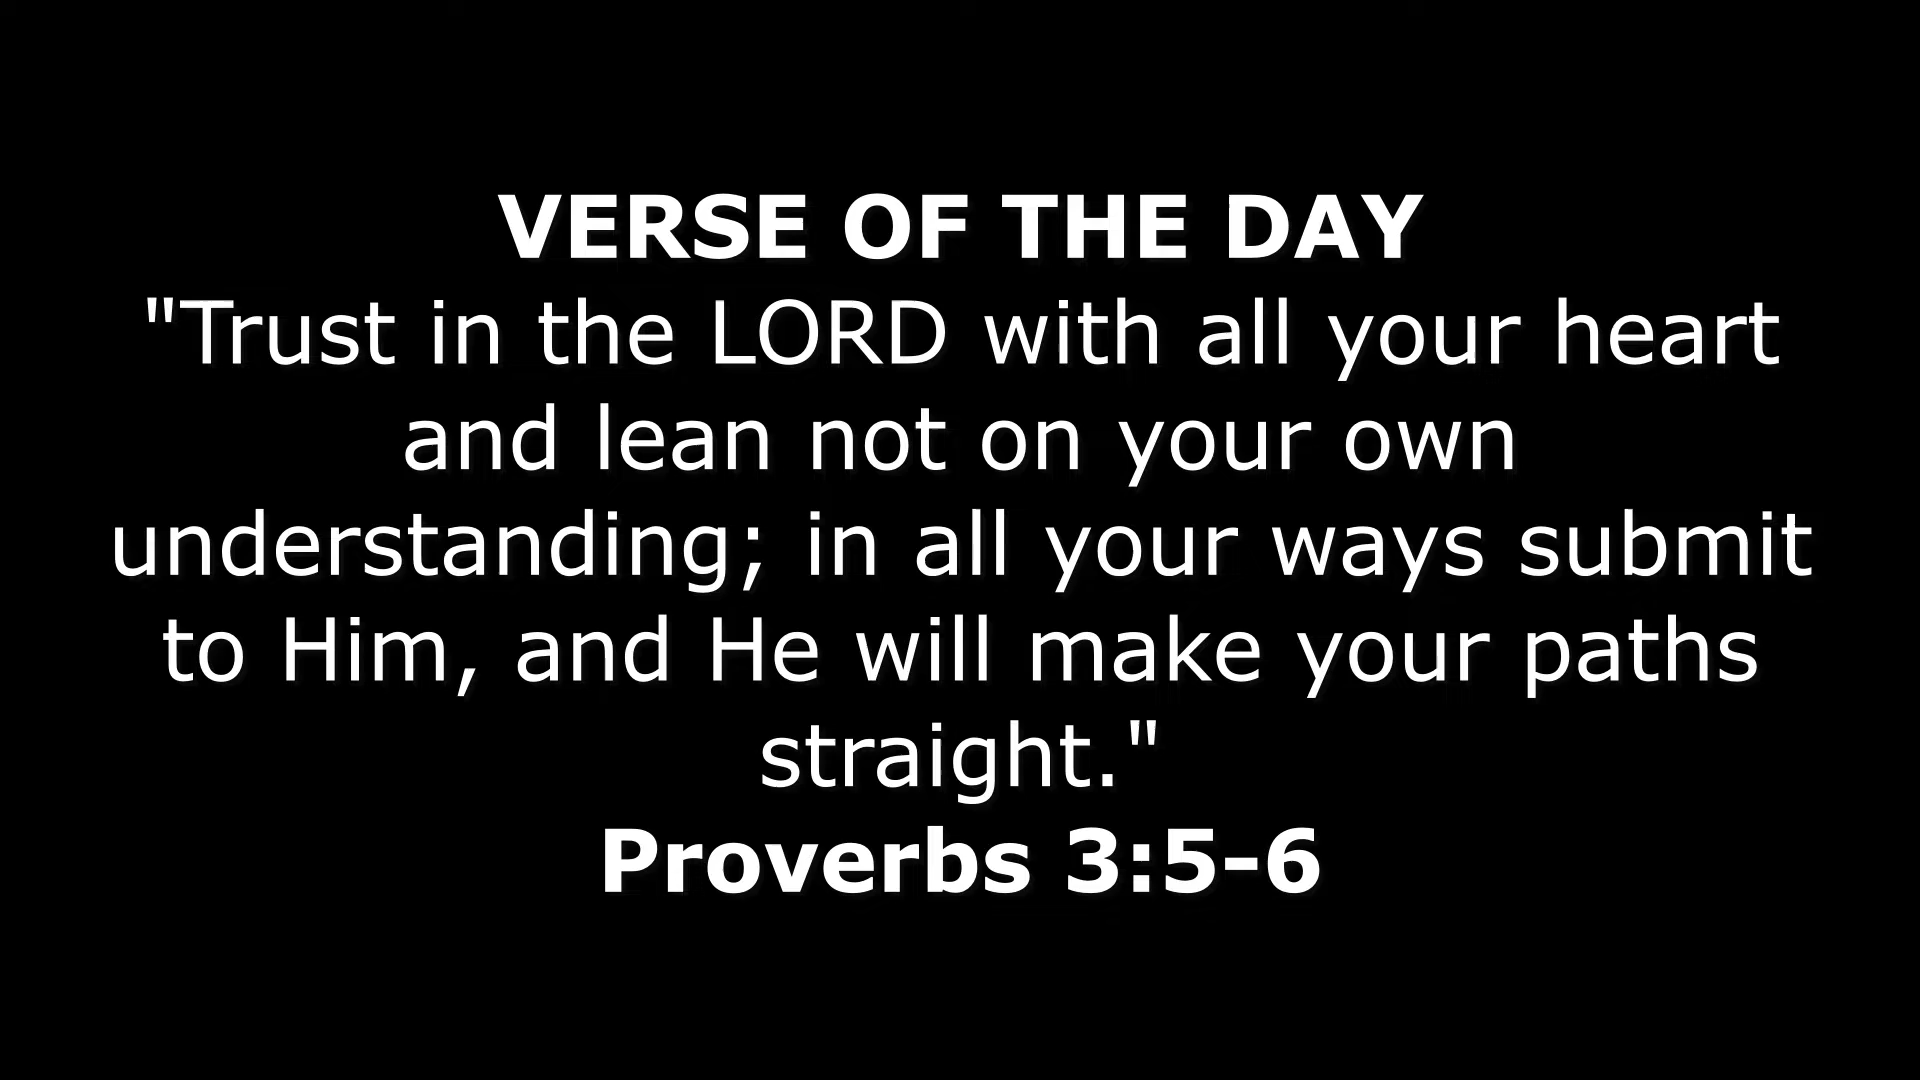 VERSE OF THE DAY
"Trust in the LORD with all your heart
and lean not on your own
understanding; in all your ways submit
to Him, and He will make your paths
straight."
Proverbs 3:5-6